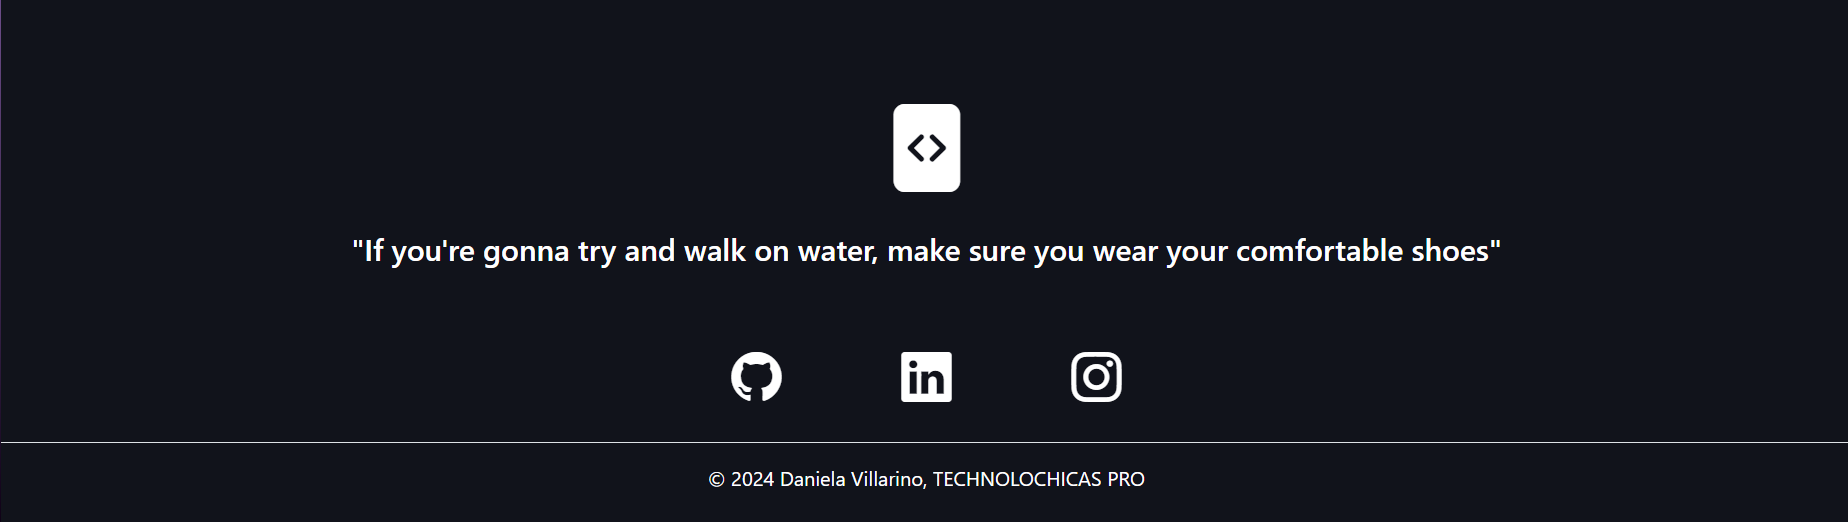 "If you're gonna try and walk on water, make sure you wear your comfortable shoes"
in
© 2024 Daniela Villarino, TECHNOLOCHICAS PRO